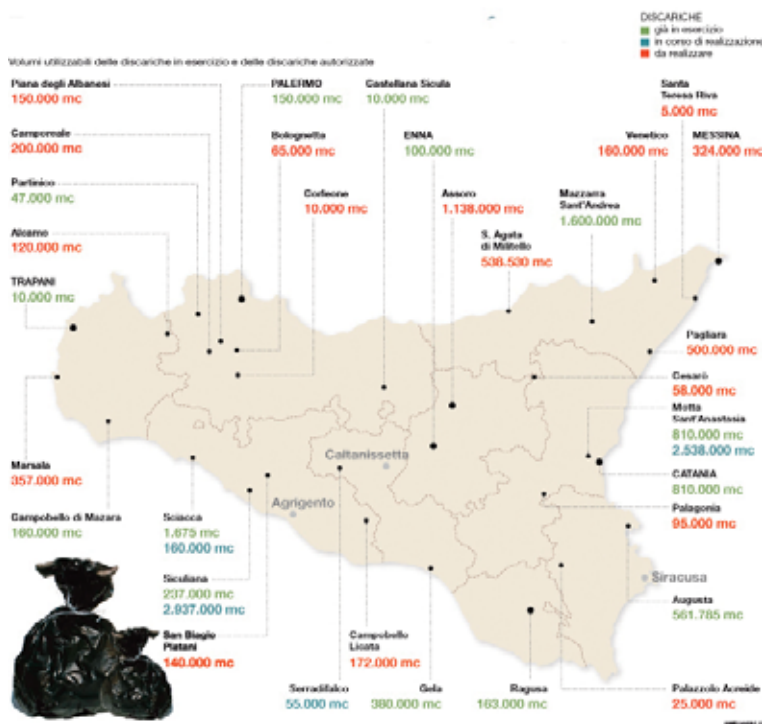 DISCARICHE
già in esercizio
in corso di realizzazione
da realizzare
Volumi utilizzabili delle discariche in esercizio e delle discariche autorizzate
Piana degli Albanesi
150.000 mc
PALERMO
150.000 mc
Castellana Sicula
10.000 mc
Santa
Teresa Riva
5.000 mc
Camporeale
200.000 mc
Bolognetta
65.000 mc
ENNA
100.000 mc
Venetico
160.000 mc
MESSINA
324.000 mc
Partinico
47.000 mc
Corleone
10.000 mc
Assoro
1.138.000 mc
Mazzarra
Sant'Andrea
1.600.000 mc
Alcamo
120.000 mc
S. Agata
di Militello
538.530 mc
TRAPANI
10.000 mc
Pagliara
500.000 mc
Cesarò
58.000 mc
Motta
Sant'Anastasia
810.000 mc
2.538.000 mc
Caltanissetta
Marsala
357.000 mc
CATANIA
810.000 mc
Agrigento
Palagonia
95.000 mc
Campobello di Mazara
160.000 mc
Sciacca
1.675 mc
160.000 mc
Siracusa
Siculiana
237.000 mc
2.937.000 mc
Augusta
561.785 mc
San Biagio
Platani
140.000 mc
Campobello
Licata
172.000 mc
Serradifalco
55.000 mc
Gela
380.000 mc
Ragusa
163.000 mc
Palazzolo Acreide
25.000 mc